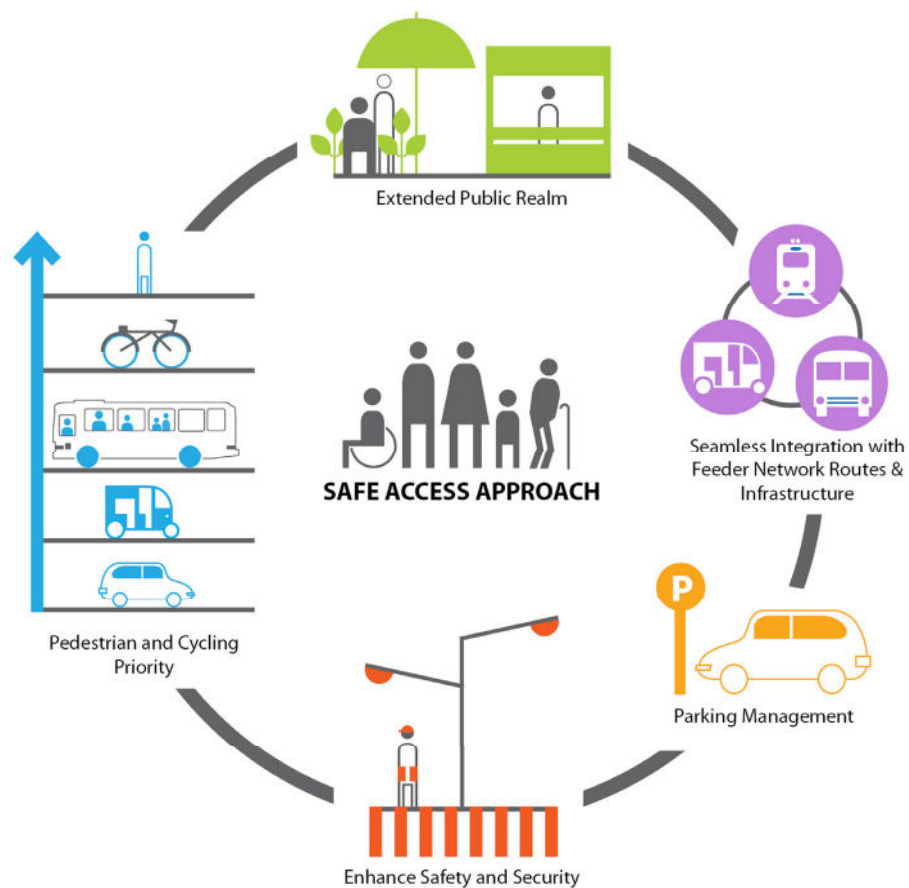 Extended Public Realm
Seamless Integration with
Feeder Network Routes &
Infrastructure
SAFE ACCESS APPROACH
P
Parking Management
Pedestrian and Cycling
Priority
Enhance Safety and Security